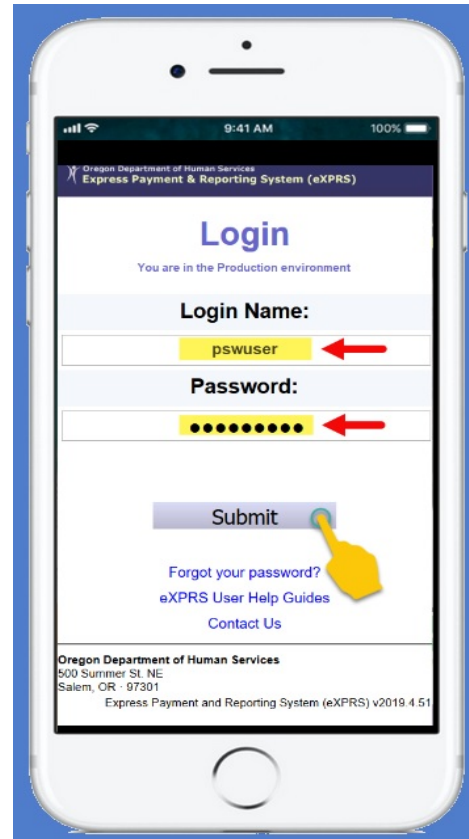 9:41 AM
100%
Oregon Department of Human Services
Express Payment & Reporting System (eXPRS)
Login
You are in the Production environment
Login Name:
pswuser
Password:
●●●●●●●●●
Submit
Forgot your password?
eXPRS User Help Guides
Contact Us
Oregon Department of Human Services
500 Summer St. NE
Salem, OR · 97301
Express Payment and Reporting System (eXPRS) v2019.4.51